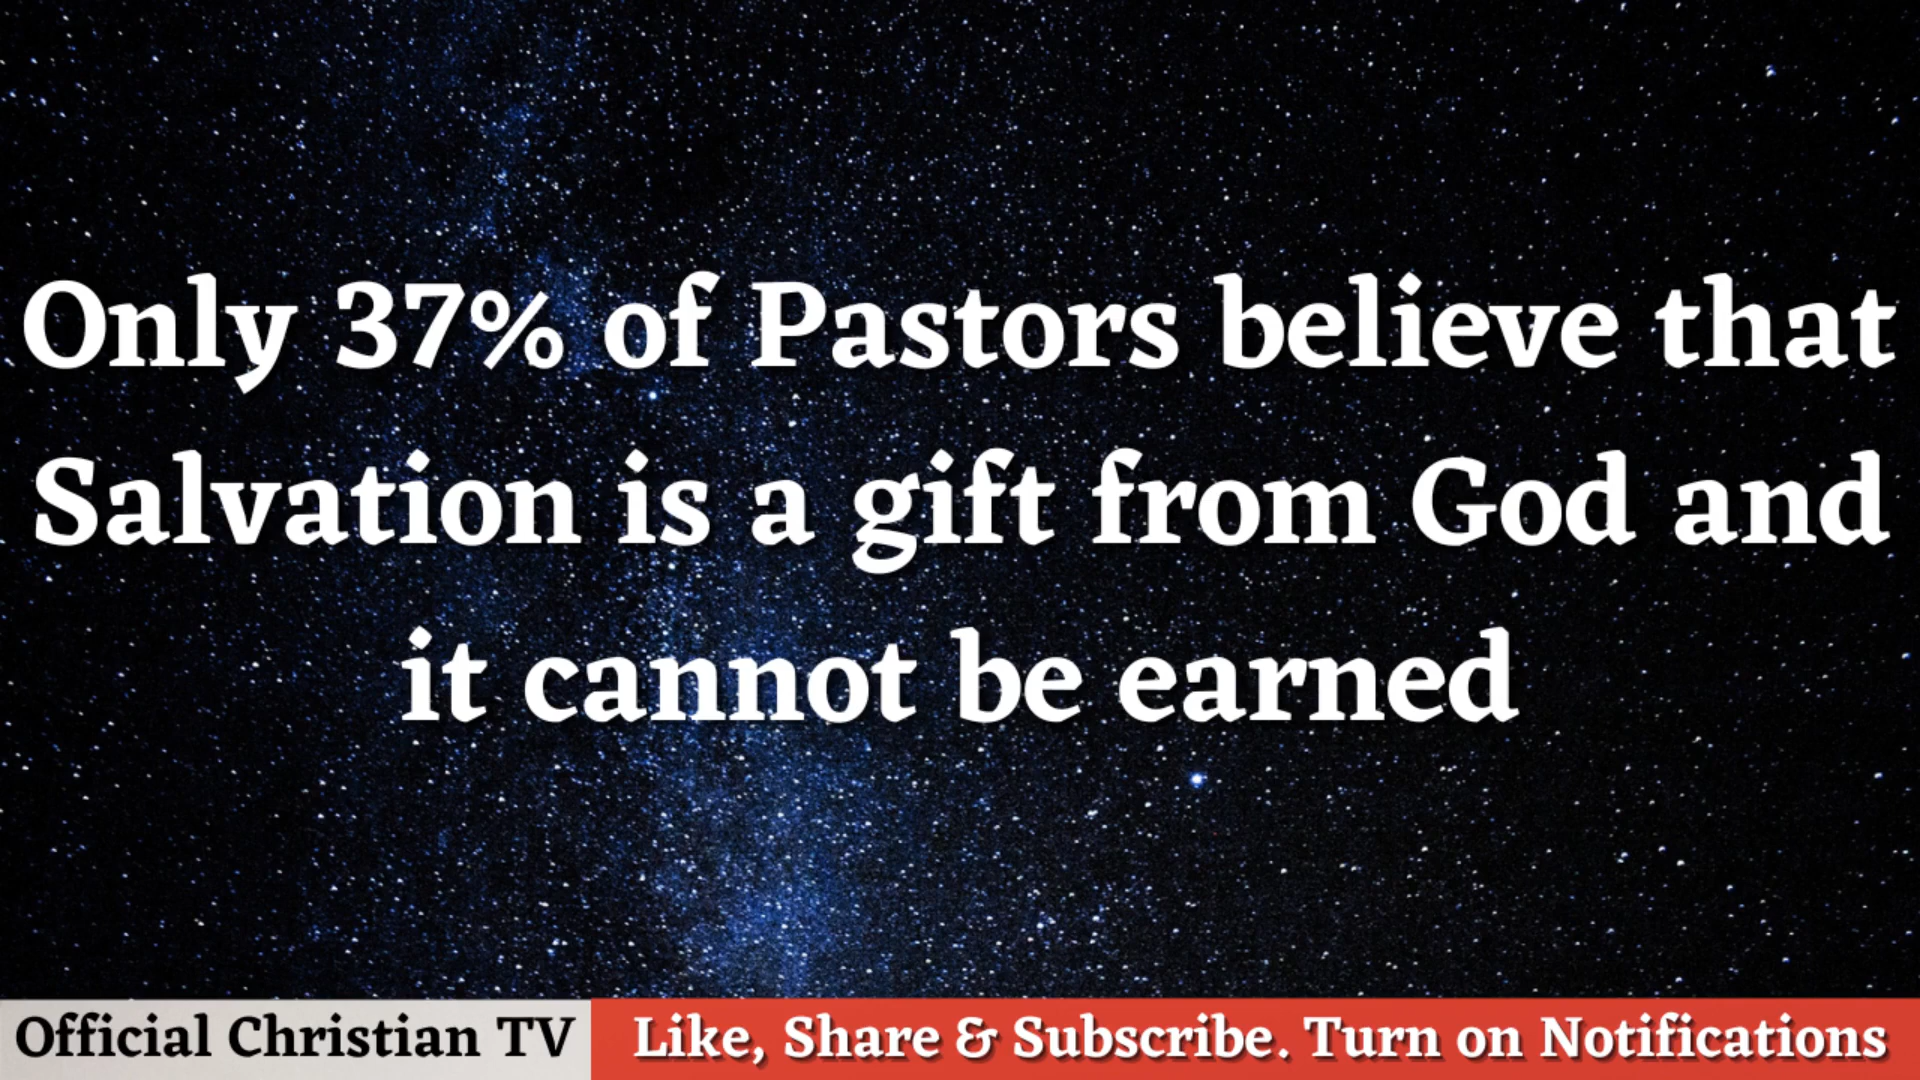 Only 37% of Pastors believe that
Salvation is a gift from God and
it cannot be earned
Official Christian TV
Like, Share & Subscribe. Turn on Notifications